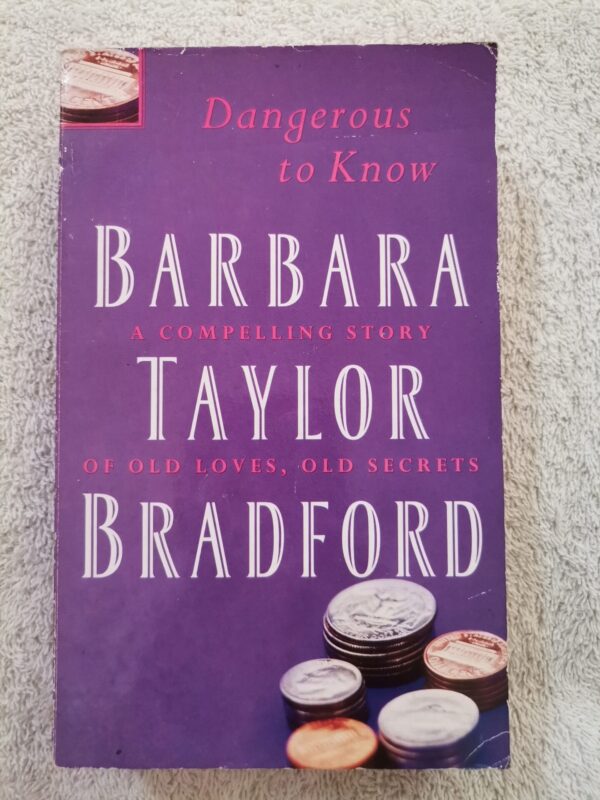 Dangerous
to Know
BARBARA
A COMPELLING STORY
TAYLOR
OF OLD LOVES, OLD SECRETS
BRADFORD